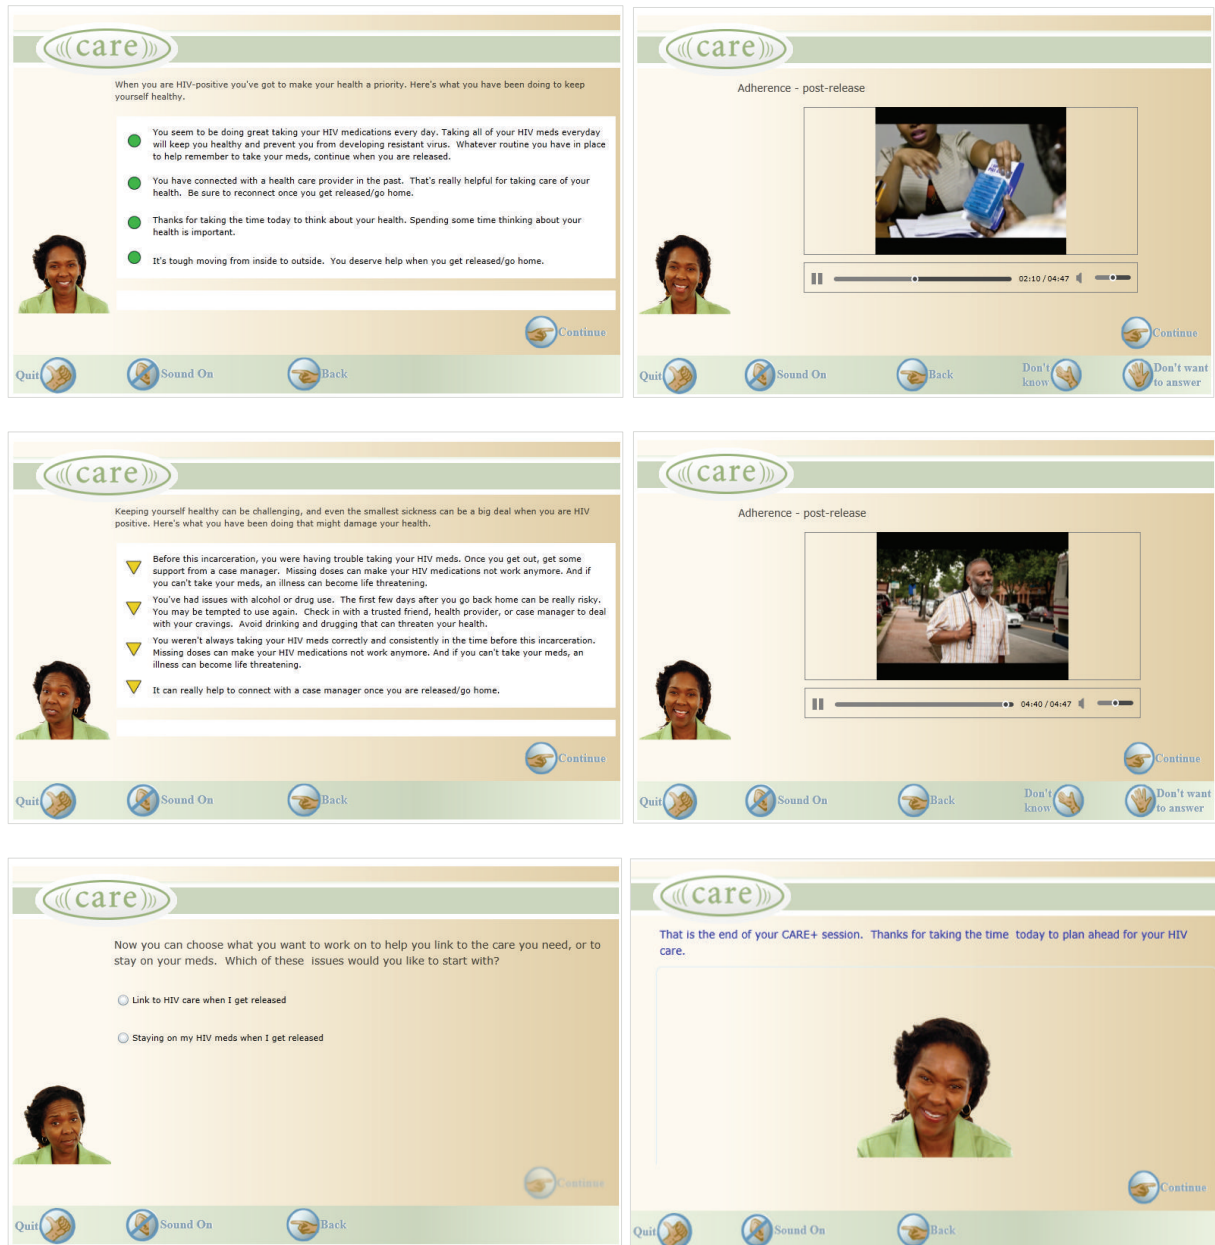 (((care)))
When you are HIV-positive you've got to make your health a priority. Here's what you have been doing to keep
yourself healthy.
You seem to be doing great taking your HIV medications every day. Taking all of your HIV meds everyday
will keep you healthy and prevent you from developing resistant virus. Whatever routine you have in place
to help remember to take your meds, continue when you are released.
You have connected with a health care provider in the past. That's really helpful for taking care of your
health. Be sure to reconnect once you get released/go home.
Thanks for taking the time today to think about your health. Spending some time thinking about your
health is important.
It's tough moving from inside to outside. You deserve help when you get released/go home.
Continue
Quit
Sound On
Back
(((care)))
Adherence - post-release
02:10 / 04:47
Continue
Quit
Sound On
Back
Don't
know
Don't want
to answer
(((care)))
Keeping yourself healthy can be challenging, and even the smallest sickness can be a big deal when you are HIV
positive. Here's what you have been doing that might damage your health.
Before this incarceration, you were having trouble taking your HIV meds. Once you get out, get some
support from a case manager. Missing doses can make your HIV medications not work anymore. And if
you can't take your meds, an illness can become life threatening.
You've had issues with alcohol or drug use. The first few days after you go back home can be really risky.
You may be tempted to use again. Check in with a trusted friend, health provider, or case manager to deal
with your cravings. Avoid drinking and drugging that can threaten your health.
You weren't always taking your HIV meds correctly and consistently in the time before this incarceration.
Missing doses can make your HIV medications not work anymore. And if you can't take your meds, an
illness can become life threatening.
It can really help to connect with a case manager once you are released/go home.
Continue
Quit
Sound On
Back
(((care)))
Adherence - post-release
04:40 / 04:47
Continue
Quit
Sound On
Back
Don't
know
Don't want
to answer
(((care)))
Now you can choose what you want to work on to help you link to the care you need, or to
stay on your meds. Which of these issues would you like to start with?
Link to HIV care when I get released
Staying on my HIV meds when I get released
Continue
Quit
Sound On
Back
(((care)))
That is the end of your CARE+ session. Thanks for taking the time today to plan ahead for your HIV
care.
Continue
Quit
Sound On
Back